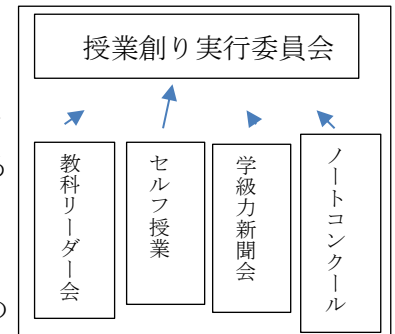 授業創り実行委員会
教科リーダー会
セルフ授業
学級力新聞会
ノートコンクール
の